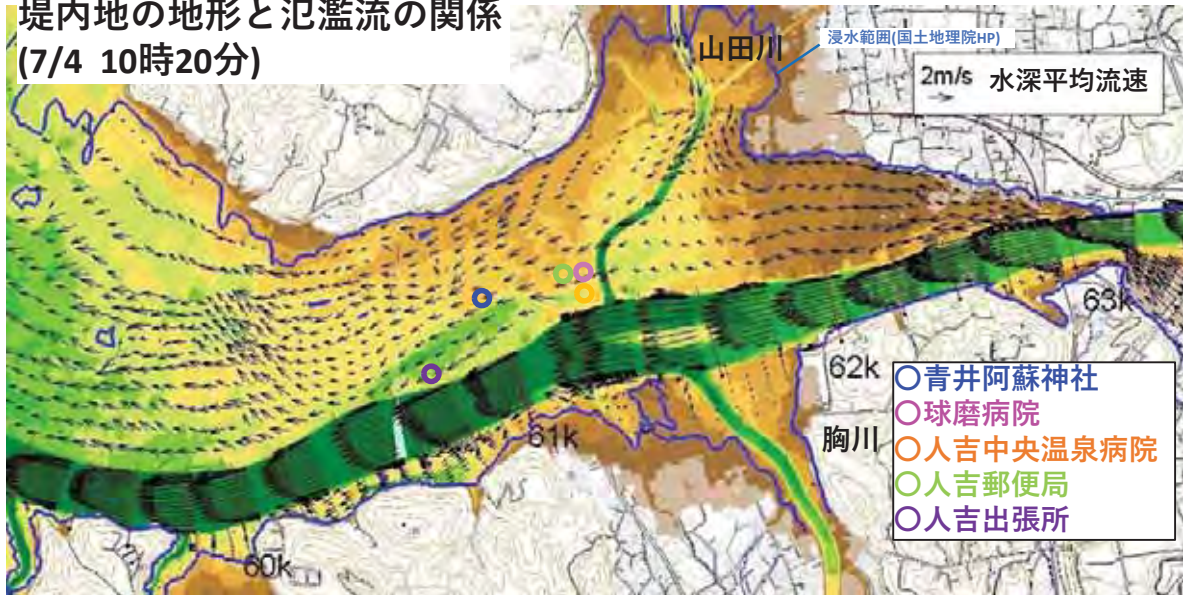 堤内地の地形と氾濫流の関係
(7/4 10時20分)
山田川
浸水範囲(国土地理院HP)
2m/s 水深平均流速
63k
62k
胸川
61k
60k
○青井阿蘇神社
○球磨病院
○人吉中央温泉病院
○人吉郵便局
○人吉出張所